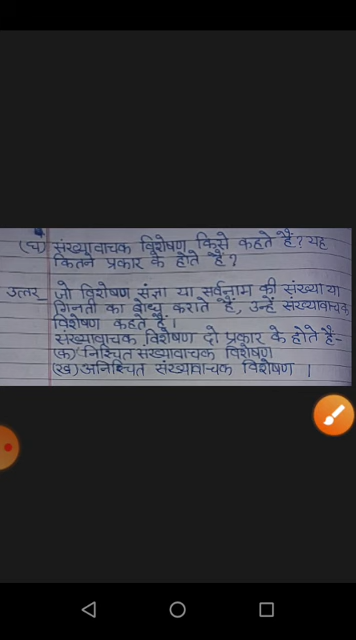 (घ) संख्यावाचक विशेषण किसे कहते हैं? यह
कितने प्रकार के होते हैं?
उत्तर_ जो विशेषण संज्ञा या सर्वनाम की संख्या या
गिनती का बोध कराते हैं, उन्हें संख्यावाचक
विशेषण कहते हैं।
संख्यावाचक विशेषण दो प्रकार के होते हैं-
(क) निश्चित संख्यावाचक विशेषण
(ख) अनिश्चित संख्यावाचक विशेषण ।